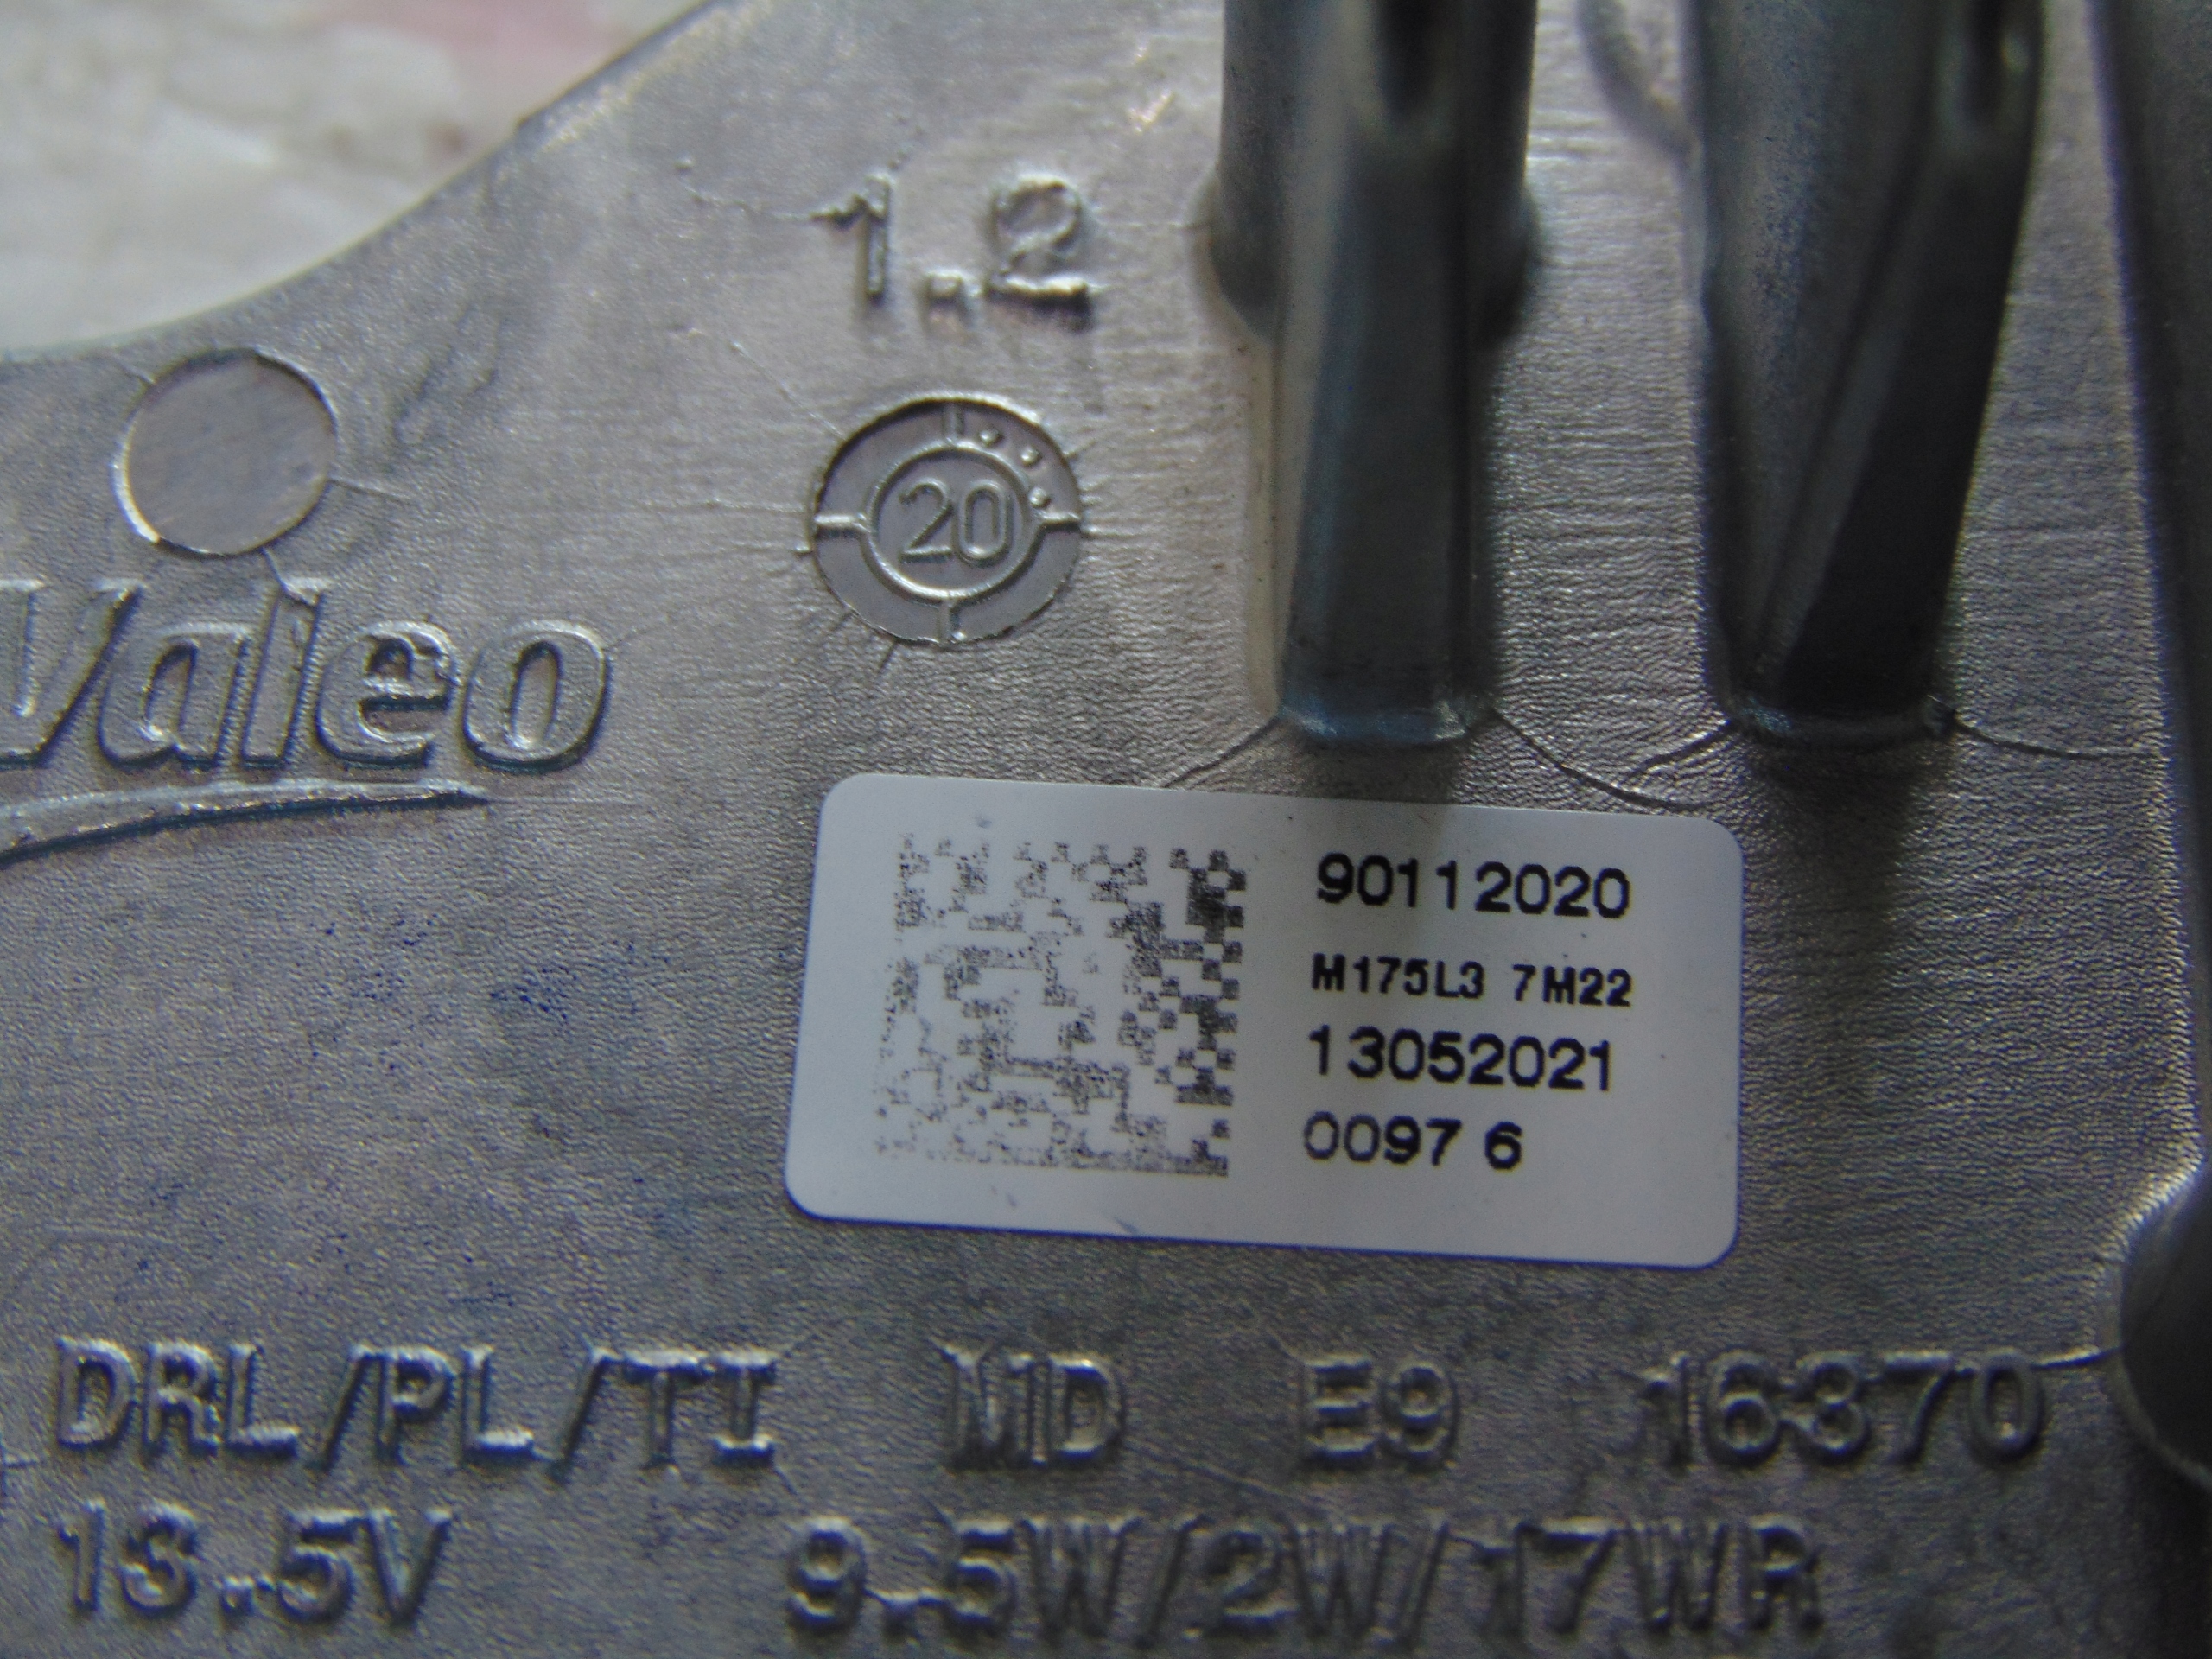 1.2
20
Valeo
90112020
M175L3 7M22
13052021
0097 6
DRL/PL/TI MD E9 16370
13.5V 9.5W/2W/17WR